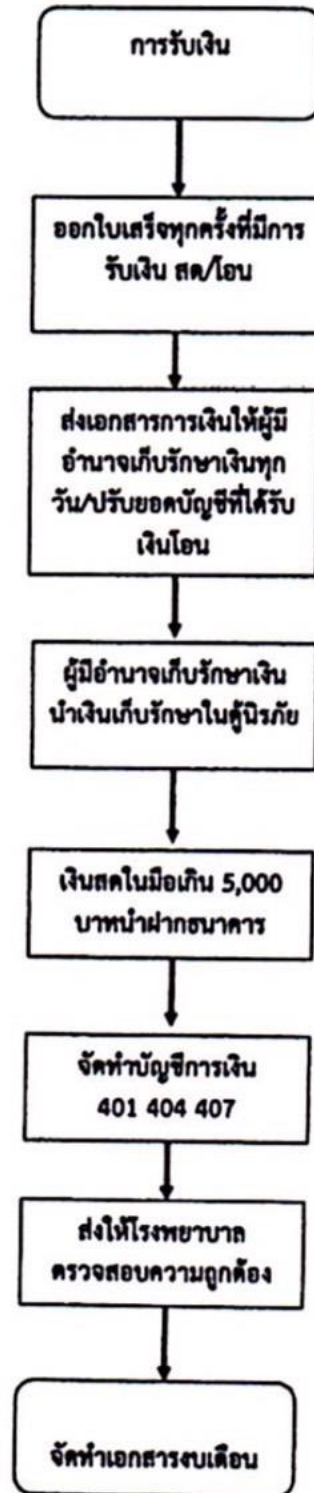 การรับเงิน
ออกใบเสร็จทุกครั้งที่มีการ
รับเงิน สด/โอน
ส่งเอกสารการเงินให้ผู้มี
อำนาจเก็บรักษาเงินทุก
วัน/ปรับยอดบัญชีที่ได้รับ
เงินโอน
ผู้มีอำนาจเก็บรักษาเงิน
นำเงินเก็บรักษาในตู้นิรภัย
เงินสดในมือเกิน 5,000
บาทนำฝากธนาคาร
จัดทำบัญชีการเงิน
401 404 407
ส่งให้โรงพยาบาล
ตรวจสอบความถูกต้อง
จัดทำเอกสารงบเดือน